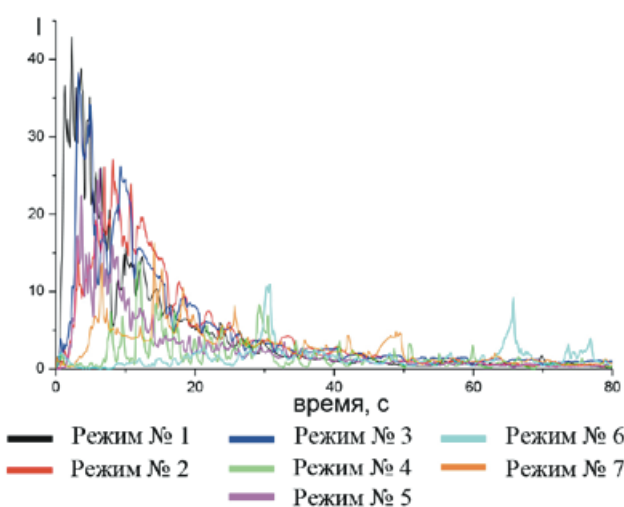 I
40
30
20
10
0
0 20 40 60 80
время, с
Режим № 1 Режим № 3 Режим № 6
Режим № 2 Режим № 4 Режим № 7
Режим № 5